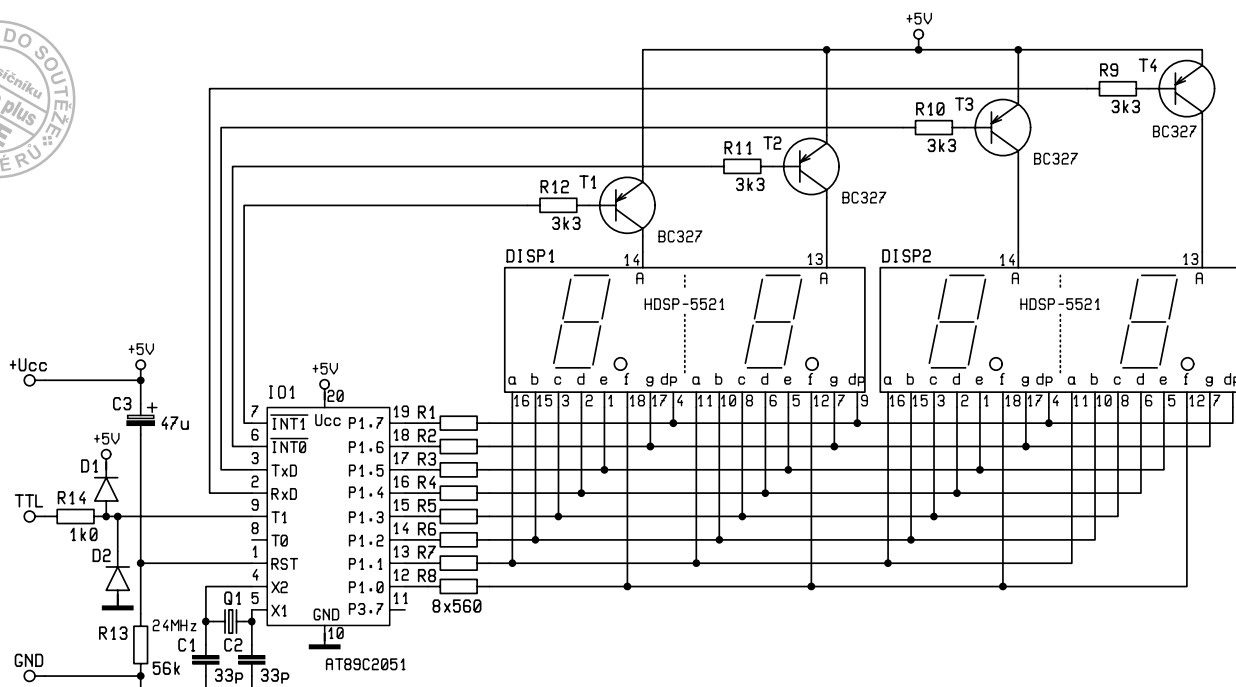 DO SOUTĚŽE
měsíčníku
plus
+5V
R9
T4
3k3
BC327
R10
T3
3k3
BC327
R11
T2
3k3
BC327
R12
T1
3k3
BC327
DISP1
14
13
A
A
HDSP-5521
a b c d e f g dp a b c d e f g dp
16 15 3 2 1 18 17 4 11 10 8 6 5 12 7 9
DISP2
14
13
A
A
HDSP-5521
a b c d e f g dp a b c d e f g dp
16 15 3 2 1 18 17 4 11 10 8 9 5 12 7
+Ucc
+5V
C3
+
47u
+5V
D1
TTL
R14
1k0
D2
R13
56k
GND
IO1
+5V
20
Ucc
7 INT1 P1.7 19 R1
6 INT0 P1.6 18 R2
3 TxD P1.5 17 R3
2 RxD P1.4 16 R4
9 T1 P1.3 15 R5
8 T0 P1.2 14 R6
1 RST P1.1 13 R7
4 X2 P1.0 12 R8
5 X1 P3.7 11
8x560
GND
10
AT89C2051
Q1
24MHz
C1
33p
C2
33p